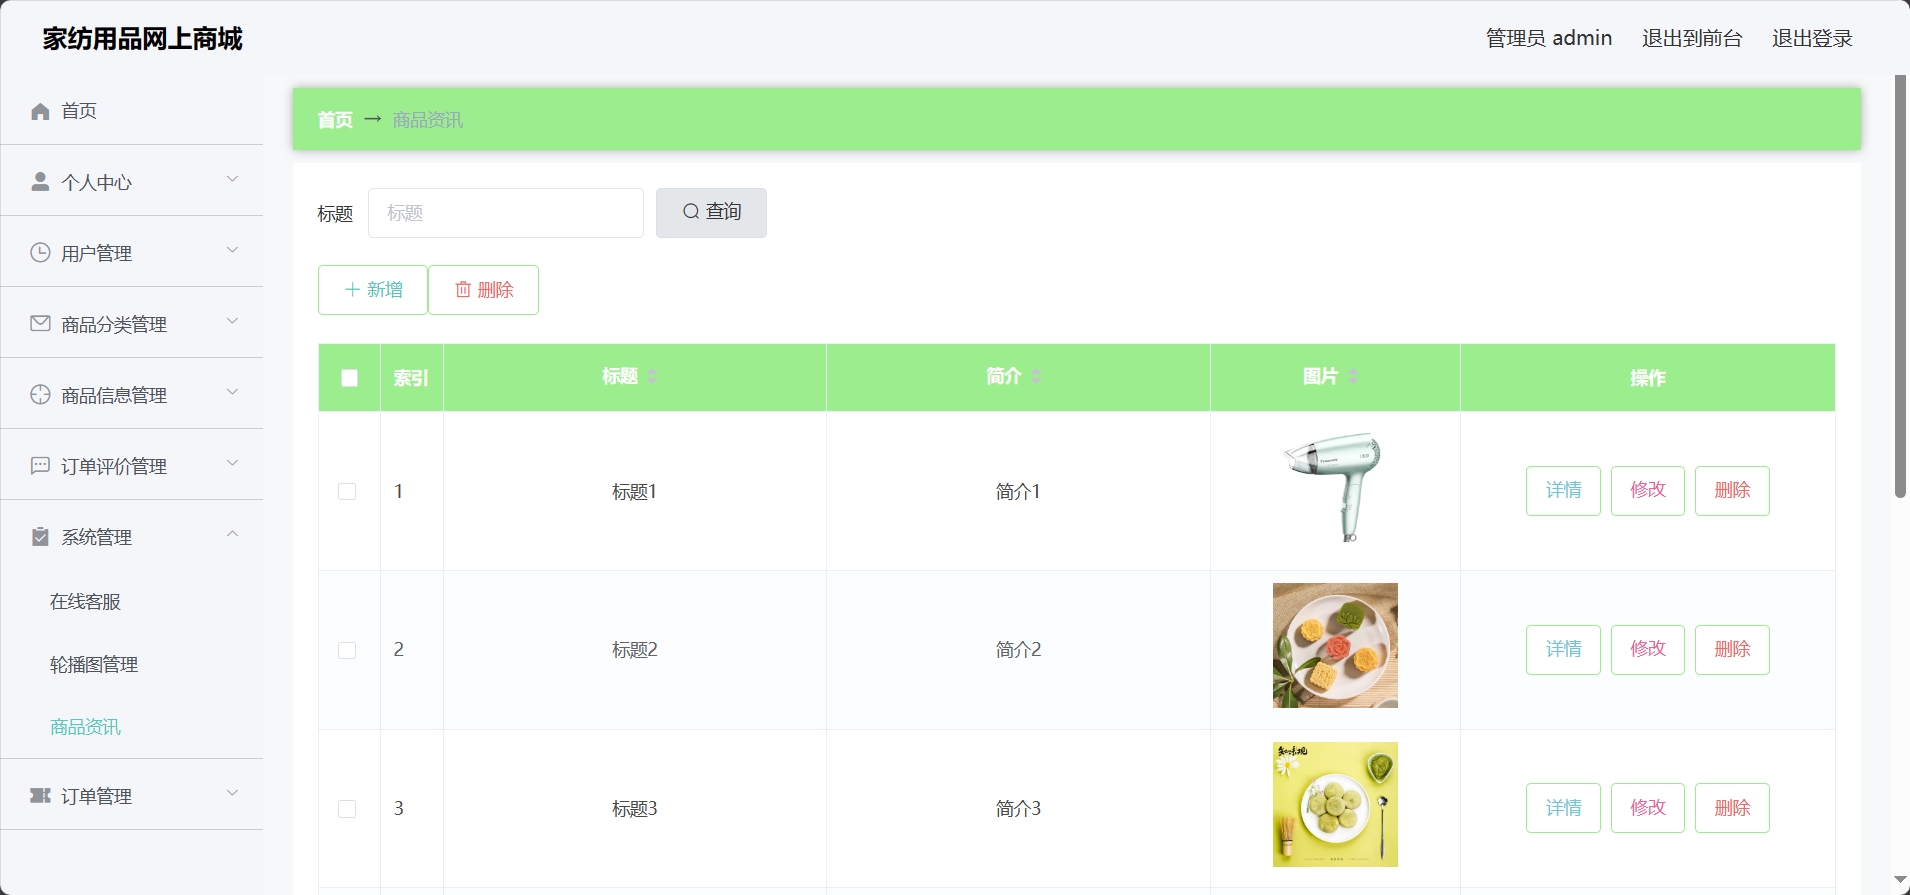 家纺用品网上商城
管理员 admin 退出到前台 退出登录
首页
个人中心
用户管理
商品分类管理
商品信息管理
订单评价管理
系统管理
在线客服
轮播图管理
商品资讯
订单管理
首页 → 商品资讯
标题 标题 查询
新增 删除
索引 标题 简介 图片 操作
1 标题1 简介1 详情 修改 删除
2 标题2 简介2 详情 修改 删除
3 标题3 简介3 详情 修改 删除